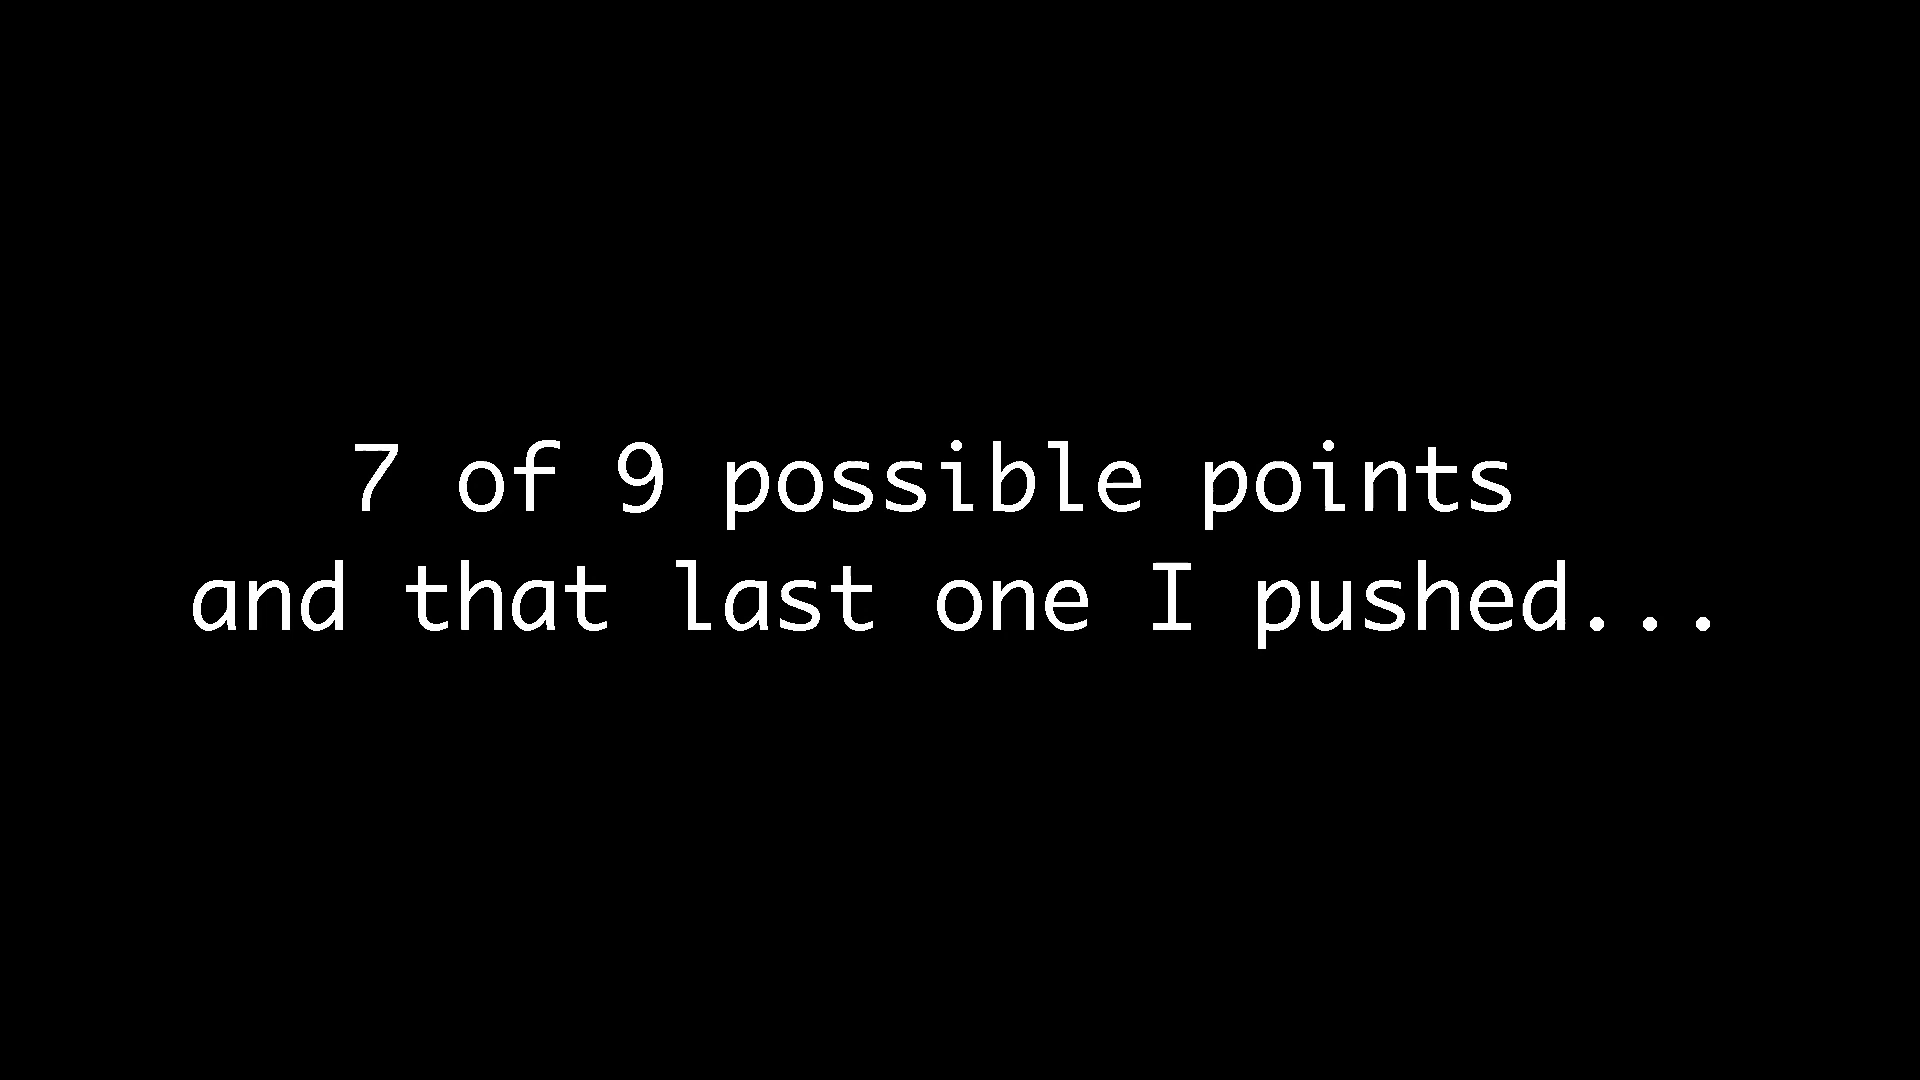 7 of 9 possible points
and that last one I pushed...